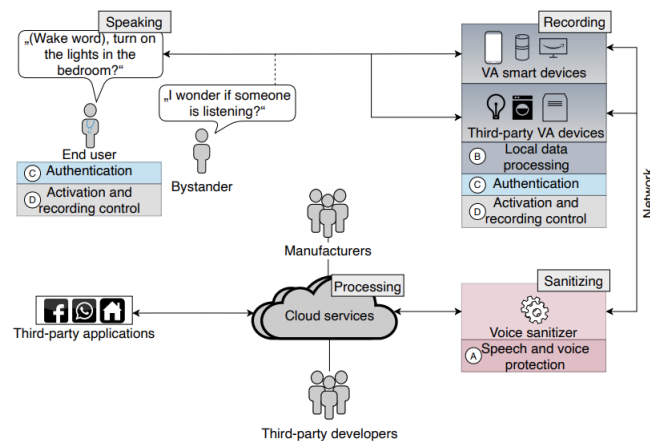 Speaking
„(Wake word), turn on
the lights in the
bedroom?“
„I wonder if someone
is listening?“
End user
Bystander
C Authentication
D Activation and
recording control
Recording
VA smart devices
Third-party VA devices
B Local data
processing
C Authentication
D Activation and
recording control
Network
Manufacturers
Processing
Cloud services
Third-party applications
Sanitizing
Voice sanitizer
A Speech and voice
protection
Third-party developers